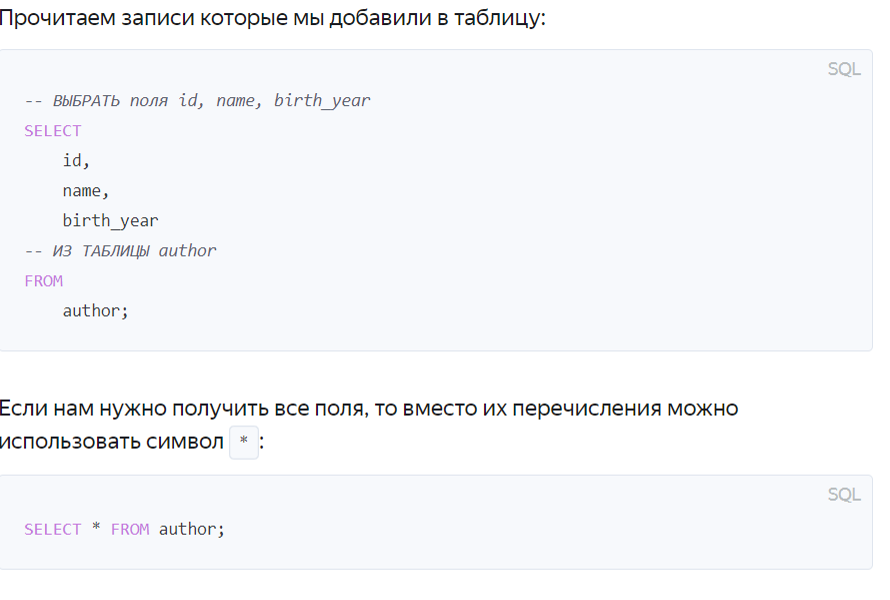 Прочитаем записи которые мы добавили в таблицу:
SQL
-- ВЫБРАТЬ поля id, name, birth_year
SELECT
id,
name,
birth_year
-- ИЗ ТАБЛИЦЫ author
FROM
author;
Если нам нужно получить все поля, то вместо их перечисления можно
использовать символ * :
SQL
SELECT * FROM author;